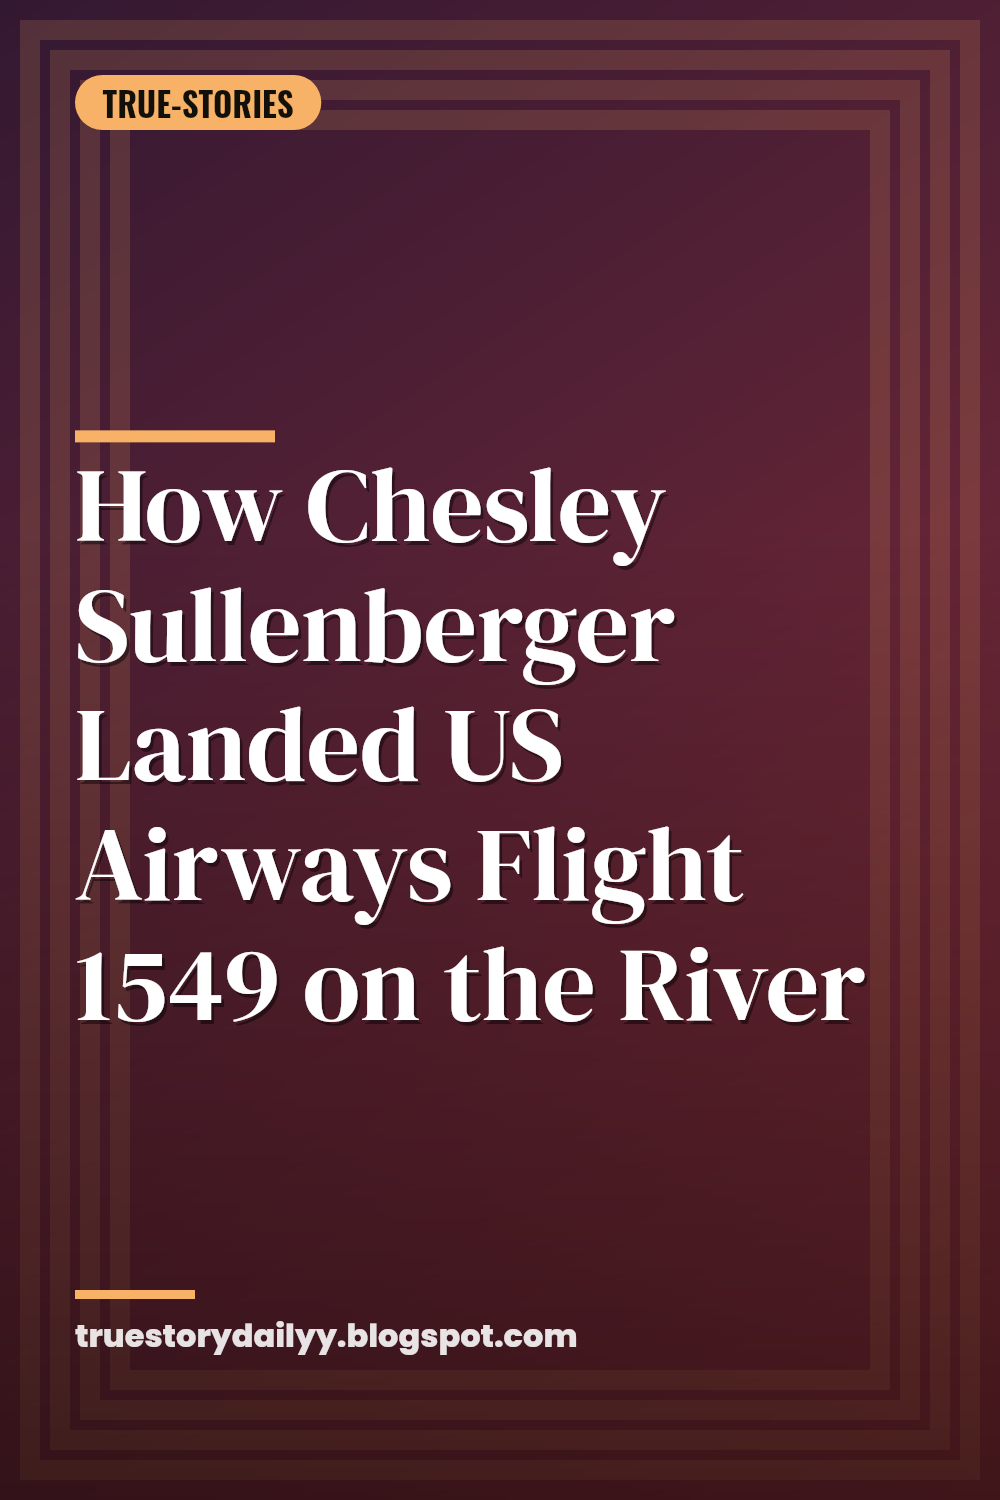 TRUE-STORIES
How Chesley
Sullenberger
Landed US
Airways Flight
1549 on the River
truestorydailyy.blogspot.com